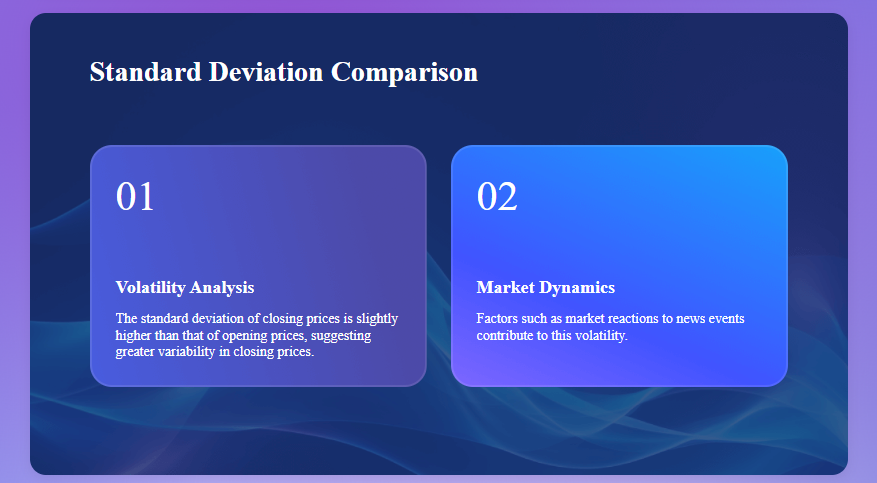 Standard Deviation Comparison
01
Volatility Analysis
The standard deviation of closing prices is slightly
higher than that of opening prices, suggesting
greater variability in closing prices.
02
Market Dynamics
Factors such as market reactions to news events
contribute to this volatility.